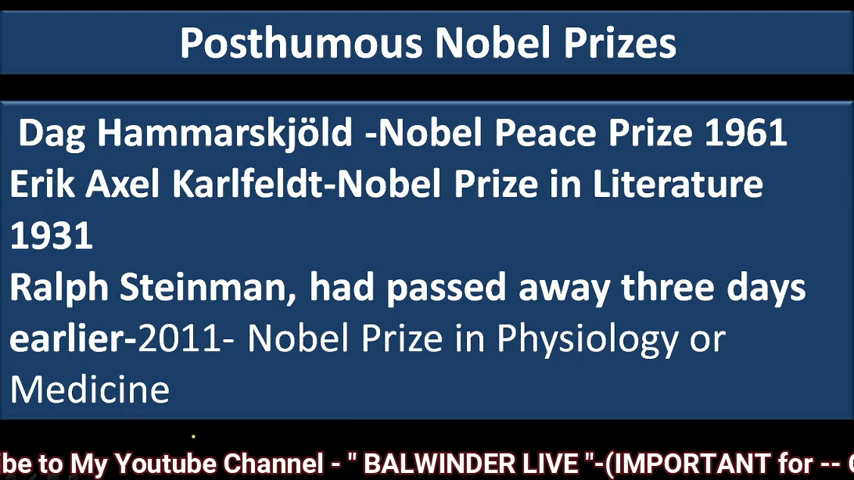 Posthumous Nobel Prizes
Dag Hammarskjöld -Nobel Peace Prize 1961
Erik Axel Karlfeldt-Nobel Prize in Literature
1931
Ralph Steinman, had passed away three days
earlier-2011- Nobel Prize in Physiology or
Medicine
to My Youtube Channel - " BALWINDER LIVE "-(IMPORTANT for --